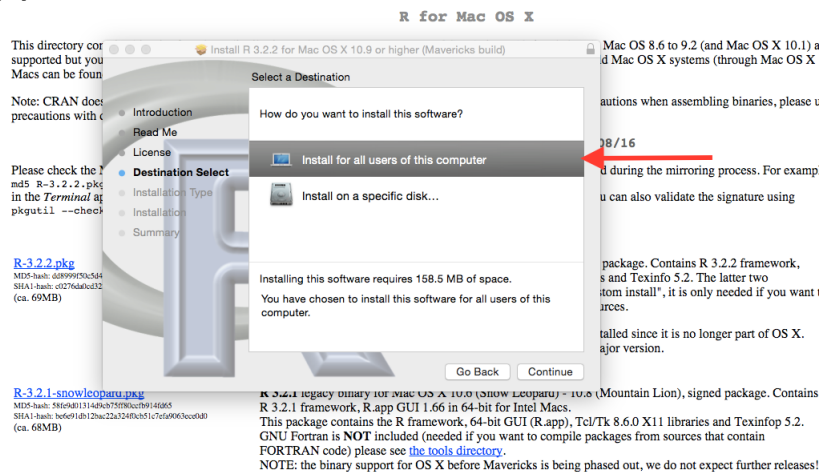 R for Mac OS X
This directory cor
supported but you
Macs can be foun
Mac OS 8.6 to 9.2 (and Mac OS X 10.1) a
d Mac OS X systems (through Mac OS X
Note: CRAN does
precautions with c
autions when assembling binaries, please u
08/16
Please check the
md5 R-3.2.2.pkg
in the Terminal ap
pkgutil --check
d during the mirroring process. For exampl
u can also validate the signature using
Install R 3.2.2 for Mac OS X 10.9 or higher (Mavericks build)
Select a Destination
Introduction
Read Me
License
Destination Select
Installation Type
Installation
Summary
How do you want to install this software?
Install for all users of this computer
Install on a specific disk...
Installing this software requires 158.5 MB of space.
You have chosen to install this software for all users of this
computer.
Go Back
Continue
R-3.2.2.pkg
MD5-hash: dd8999f50c5d4
SHA1-hash: c0276da0cd32
(ca. 69MB)
package. Contains R 3.2.2 framework,
s and Texinfo 5.2. The latter two
stom install", it is only needed if you want t
urces.
talled since it is no longer part of OS X.
ajor version.
R-3.2.1-snowleopard.pkg
MD5-hash: 58fe9d01314d9cb75ff80ccfb914fd65
SHA1-hash: be6e91db12bac22a324f0cb51c7efa9063ece0d0
(ca. 68MB)
R 3.2.1 legacy binary for Mac OS X 10.6 (Snow Leopard) - 10.8 (Mountain Lion), signed package. Contains
R 3.2.1 framework, R.app GUI 1.66 in 64-bit for Intel Macs.
This package contains the R framework, 64-bit GUI (R.app), Tcl/Tk 8.6.0 X11 libraries and Texinfop 5.2.
GNU Fortran is NOT included (needed if you want to compile packages from sources that contain
FORTRAN code) please see the tools directory.
NOTE: the binary support for OS X before Mavericks is being phased out, we do not expect further releases!